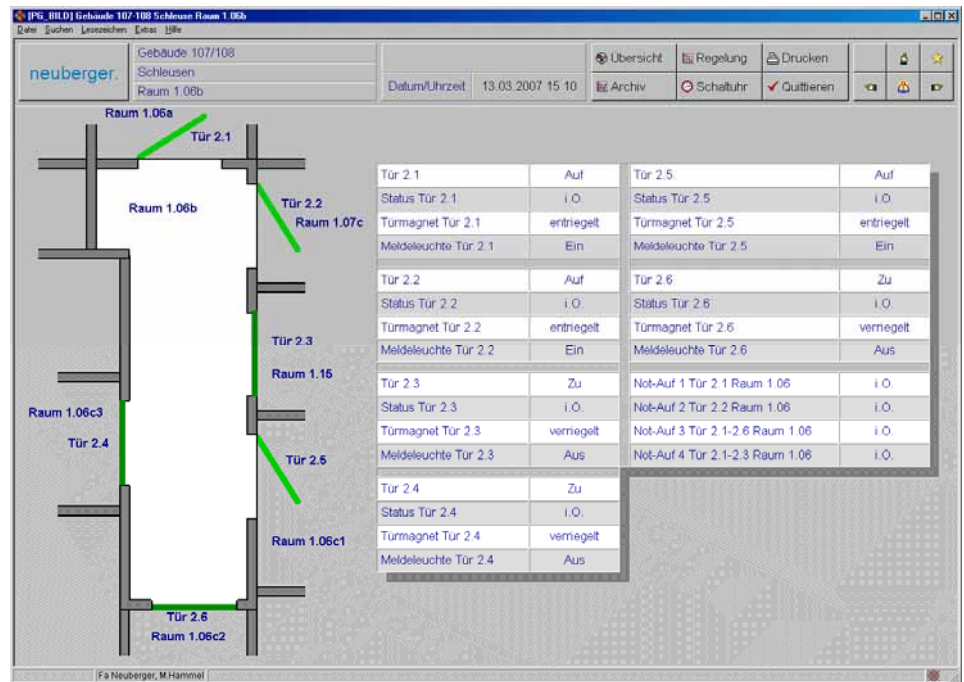 [PG_BILD] Gebäude 107-108 Schleuse Raum 1.06b
Datei Suchen Lesezeichen Extras Hilfe
neuberger.
Gebäude 107/108
Schleusen
Raum 1.06b
Datum/Uhrzeit 13.03.2007 15:10
Übersicht Regelung Drucken
Archiv Schaltuhr Quittieren
Raum 1.06a
Tür 2.1
Raum 1.06b
Tür 2.2
Raum 1.07c
Tür 2.3
Raum 1.15
Raum 1.06c3
Tür 2.4
Tür 2.5
Raum 1.06c1
Tür 2.6
Raum 1.06c2
Tür 2.1 Auf
Status Tür 2.1 i.O.
Türmagnet Tür 2.1 entriegelt
Meldeleuchte Tür 2.1 Ein
Tür 2.2 Auf
Status Tür 2.2 i.O.
Türmagnet Tür 2.2 entriegelt
Meldeleuchte Tür 2.2 Ein
Tür 2.3 Zu
Status Tür 2.3 i.O.
Türmagnet Tür 2.3 verriegelt
Meldeleuchte Tür 2.3 Aus
Tür 2.4 Zu
Status Tür 2.4 i.O.
Türmagnet Tür 2.4 verriegelt
Meldeleuchte Tür 2.4 Aus
Tür 2.5 Auf
Status Tür 2.5 i.O.
Türmagnet Tür 2.5 entriegelt
Meldeleuchte Tür 2.5 Ein
Tür 2.6 Zu
Status Tür 2.6 i.O.
Türmagnet Tür 2.6 verriegelt
Meldeleuchte Tür 2.6 Aus
Not-Auf 1 Tür 2.1 Raum 1.06 i.O.
Not-Auf 2 Tür 2.2 Raum 1.06 i.O.
Not-Auf 3 Tür 2.1-2.6 Raum 1.06 i.O.
Not-Auf 4 Tür 2.1-2.3 Raum 1.06 i.O.
Fa Neuberger, M.Hammel